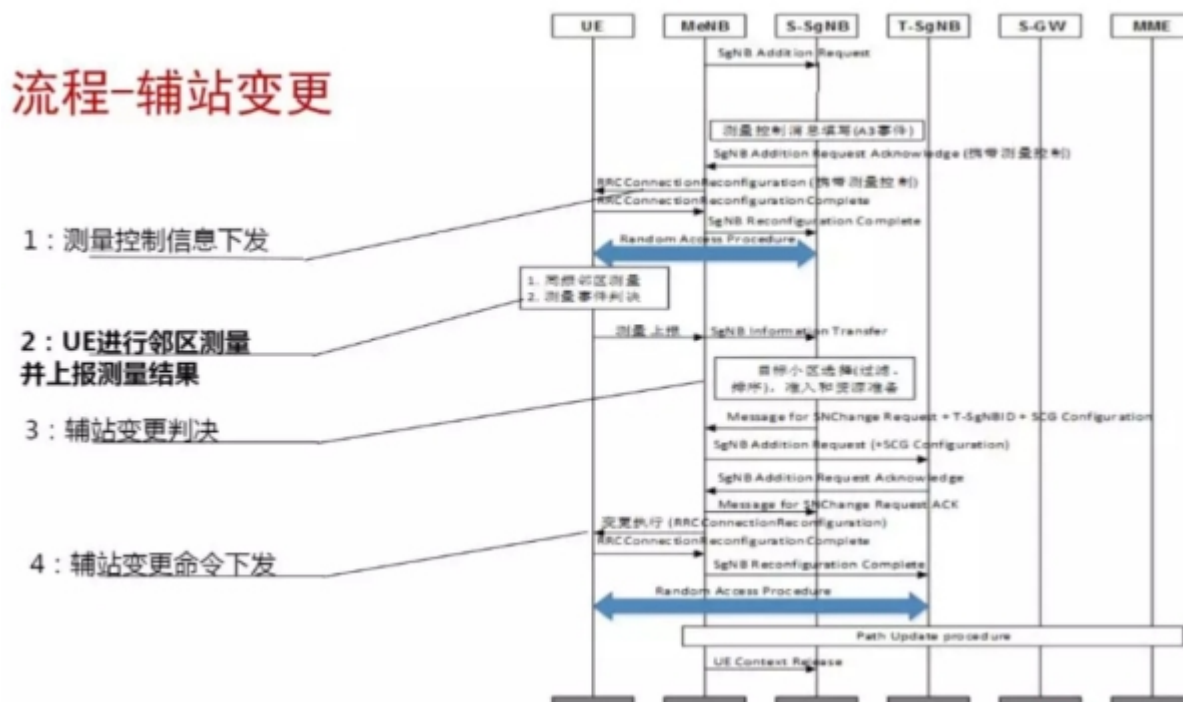 UE MeNB S-SgNB T-SgNB S-GW MME
SgNB Addition Request
流程-辅站变更
测量控制消息填写(A3事件)
SgNB Addition Request Acknowledge (携带测量控制)
RRCConnectionReconfiguration (携带测量控制)
RRCConnectionReconfiguration Complete
SgNB Reconfiguration Complete
1：测量控制信息下发
Random Access Procedure
1. 同频邻区测量
2. 测量事件判决
测量上报 SgNB Information Transfer
2：UE进行邻区测量
并上报测量结果
目标小区选择(过滤、
排序)，准入和资源准备
Message for SNChange Request + T-SgNBID + SCG Configuration
3：辅站变更判决
SgNB Addition Request (+SCG Configuration)
SgNB Addition Request Acknowledge
Message for SNChange Request ACK
变更执行 (RRCConnectionReconfiguration)
RRCConnectionReconfiguration Complete
4：辅站变更命令下发
SgNB Reconfiguration Complete
Random Access Procedure
Path Update procedure
UE Context Release